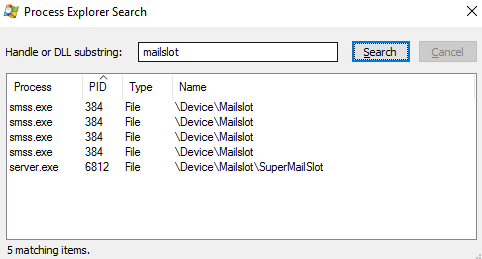 Process Explorer Search
Handle or DLL substring: mailslot Search Cancel
Process PID Type Name
smss.exe 384 File \Device\Mailslot
smss.exe 384 File \Device\Mailslot
smss.exe 384 File \Device\Mailslot
smss.exe 384 File \Device\Mailslot
server.exe 6812 File \Device\Mailslot\SuperMailSlot
5 matching items.